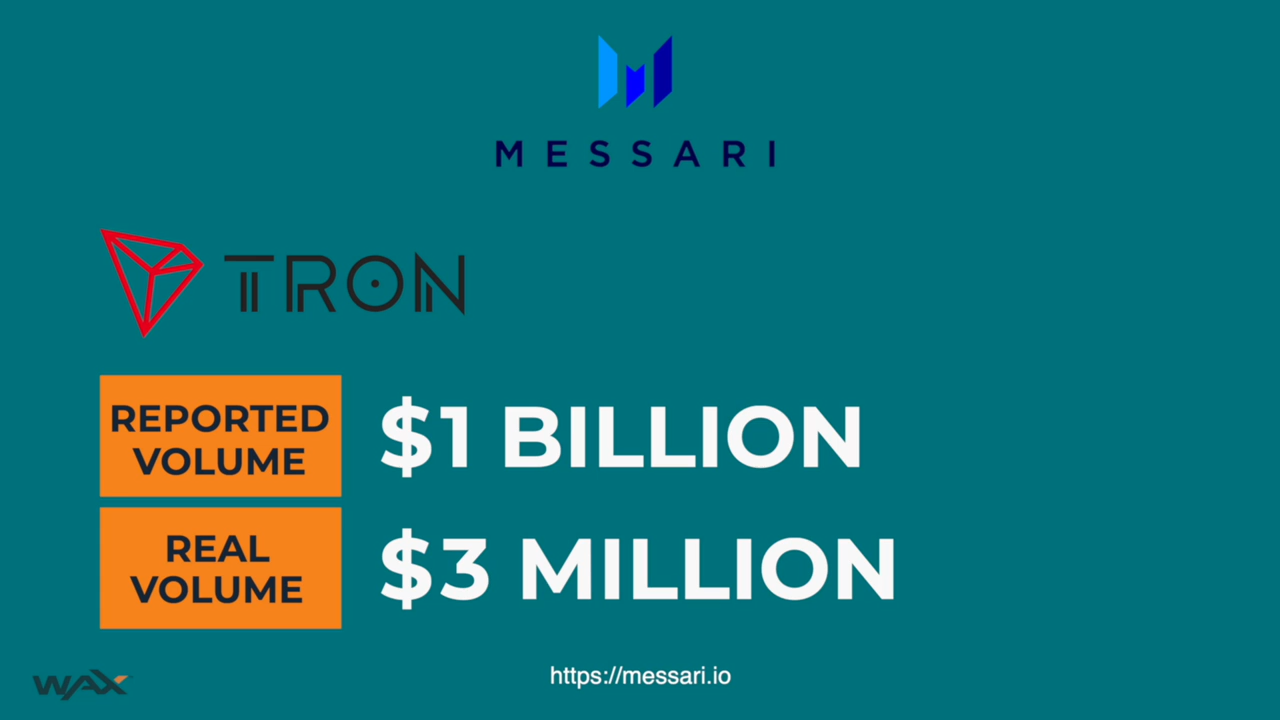 MESSARI
TRON
REPORTED
VOLUME
$1 BILLION
REAL
VOLUME
$3 MILLION
WAX
https://messari.io